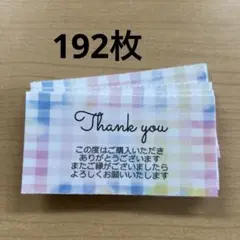 192枚
Thank you
この度はご購入いただき
ありがとうございます
またご縁がございましたら
よろしくお願いいたします